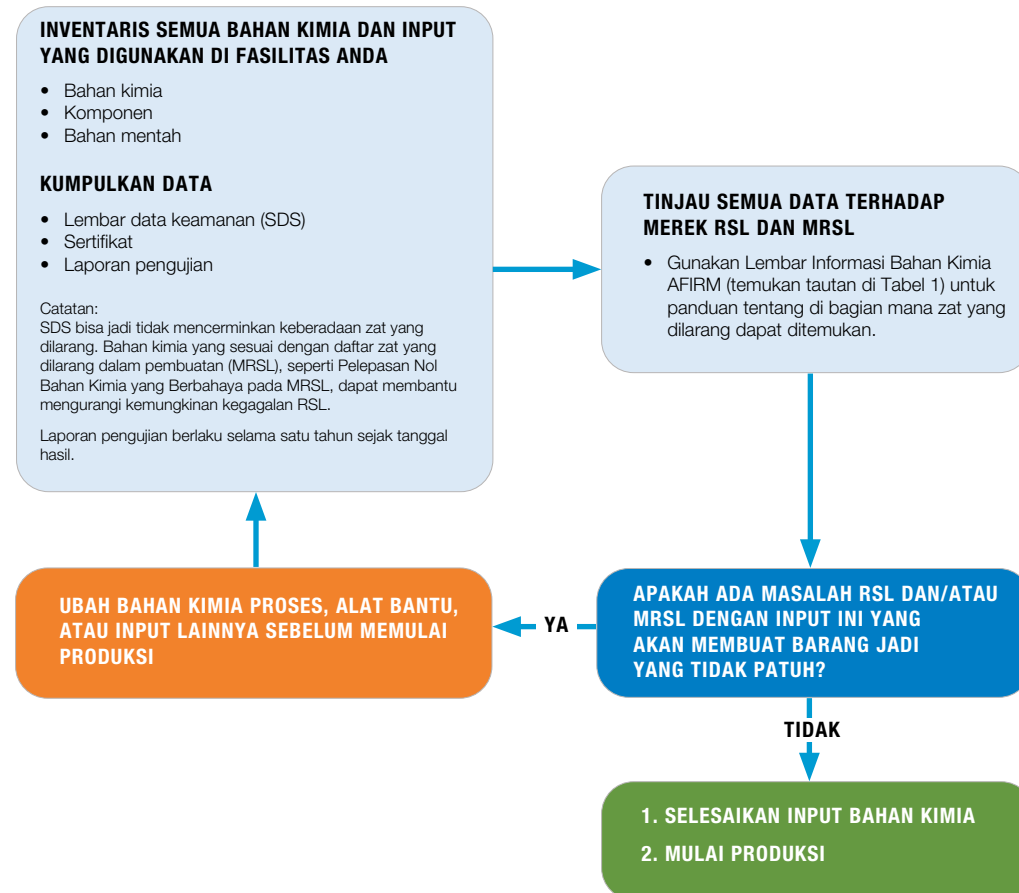 INVENTARIS SEMUA BAHAN KIMIA DAN INPUT
YANG DIGUNAKAN DI FASILITAS ANDA
• Bahan kimia
• Komponen
• Bahan mentah
KUMPULKAN DATA
• Lembar data keamanan (SDS)
• Sertifikat
• Laporan pengujian
Catatan:
SDS bisa jadi tidak mencerminkan keberadaan zat yang
dilarang. Bahan kimia yang sesuai dengan daftar zat yang
dilarang dalam pembuatan (MRSL), seperti Pelepasan Nol
Bahan Kimia yang Berbahaya pada MRSL, dapat membantu
mengurangi kemungkinan kegagalan RSL.
Laporan pengujian berlaku selama satu tahun sejak tanggal
hasil.
TINJAU SEMUA DATA TERHADAP
MEREK RSL DAN MRSL
• Gunakan Lembar Informasi Bahan Kimia
AFIRM (temukan tautan di Tabel 1) untuk
panduan tentang di bagian mana zat yang
dilarang dapat ditemukan.
APAKAH ADA MASALAH RSL DAN/ATAU
MRSL DENGAN INPUT INI YANG
AKAN MEMBUAT BARANG JADI
YANG TIDAK PATUH?
YA
UBAH BAHAN KIMIA PROSES, ALAT BANTU,
ATAU INPUT LAINNYA SEBELUM MEMULAI
PRODUKSI
TIDAK
1. SELESAIKAN INPUT BAHAN KIMIA
2. MULAI PRODUKSI